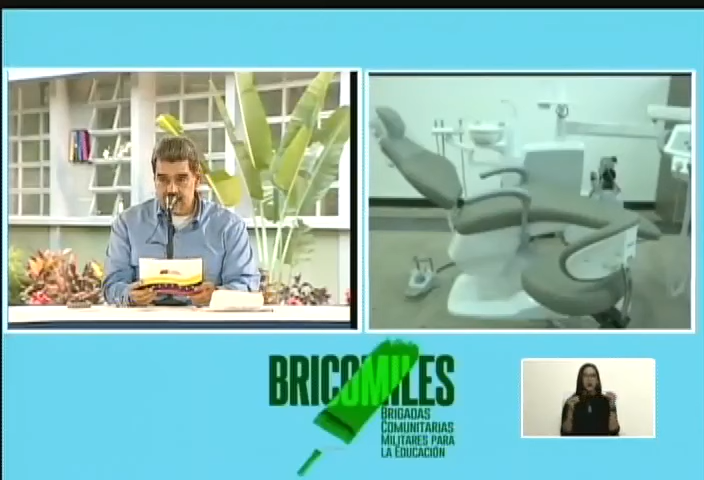 BRICOMILES
BRIGADAS
COMUNITARIAS
MILITARES PARA
LA EDUCACIÓN